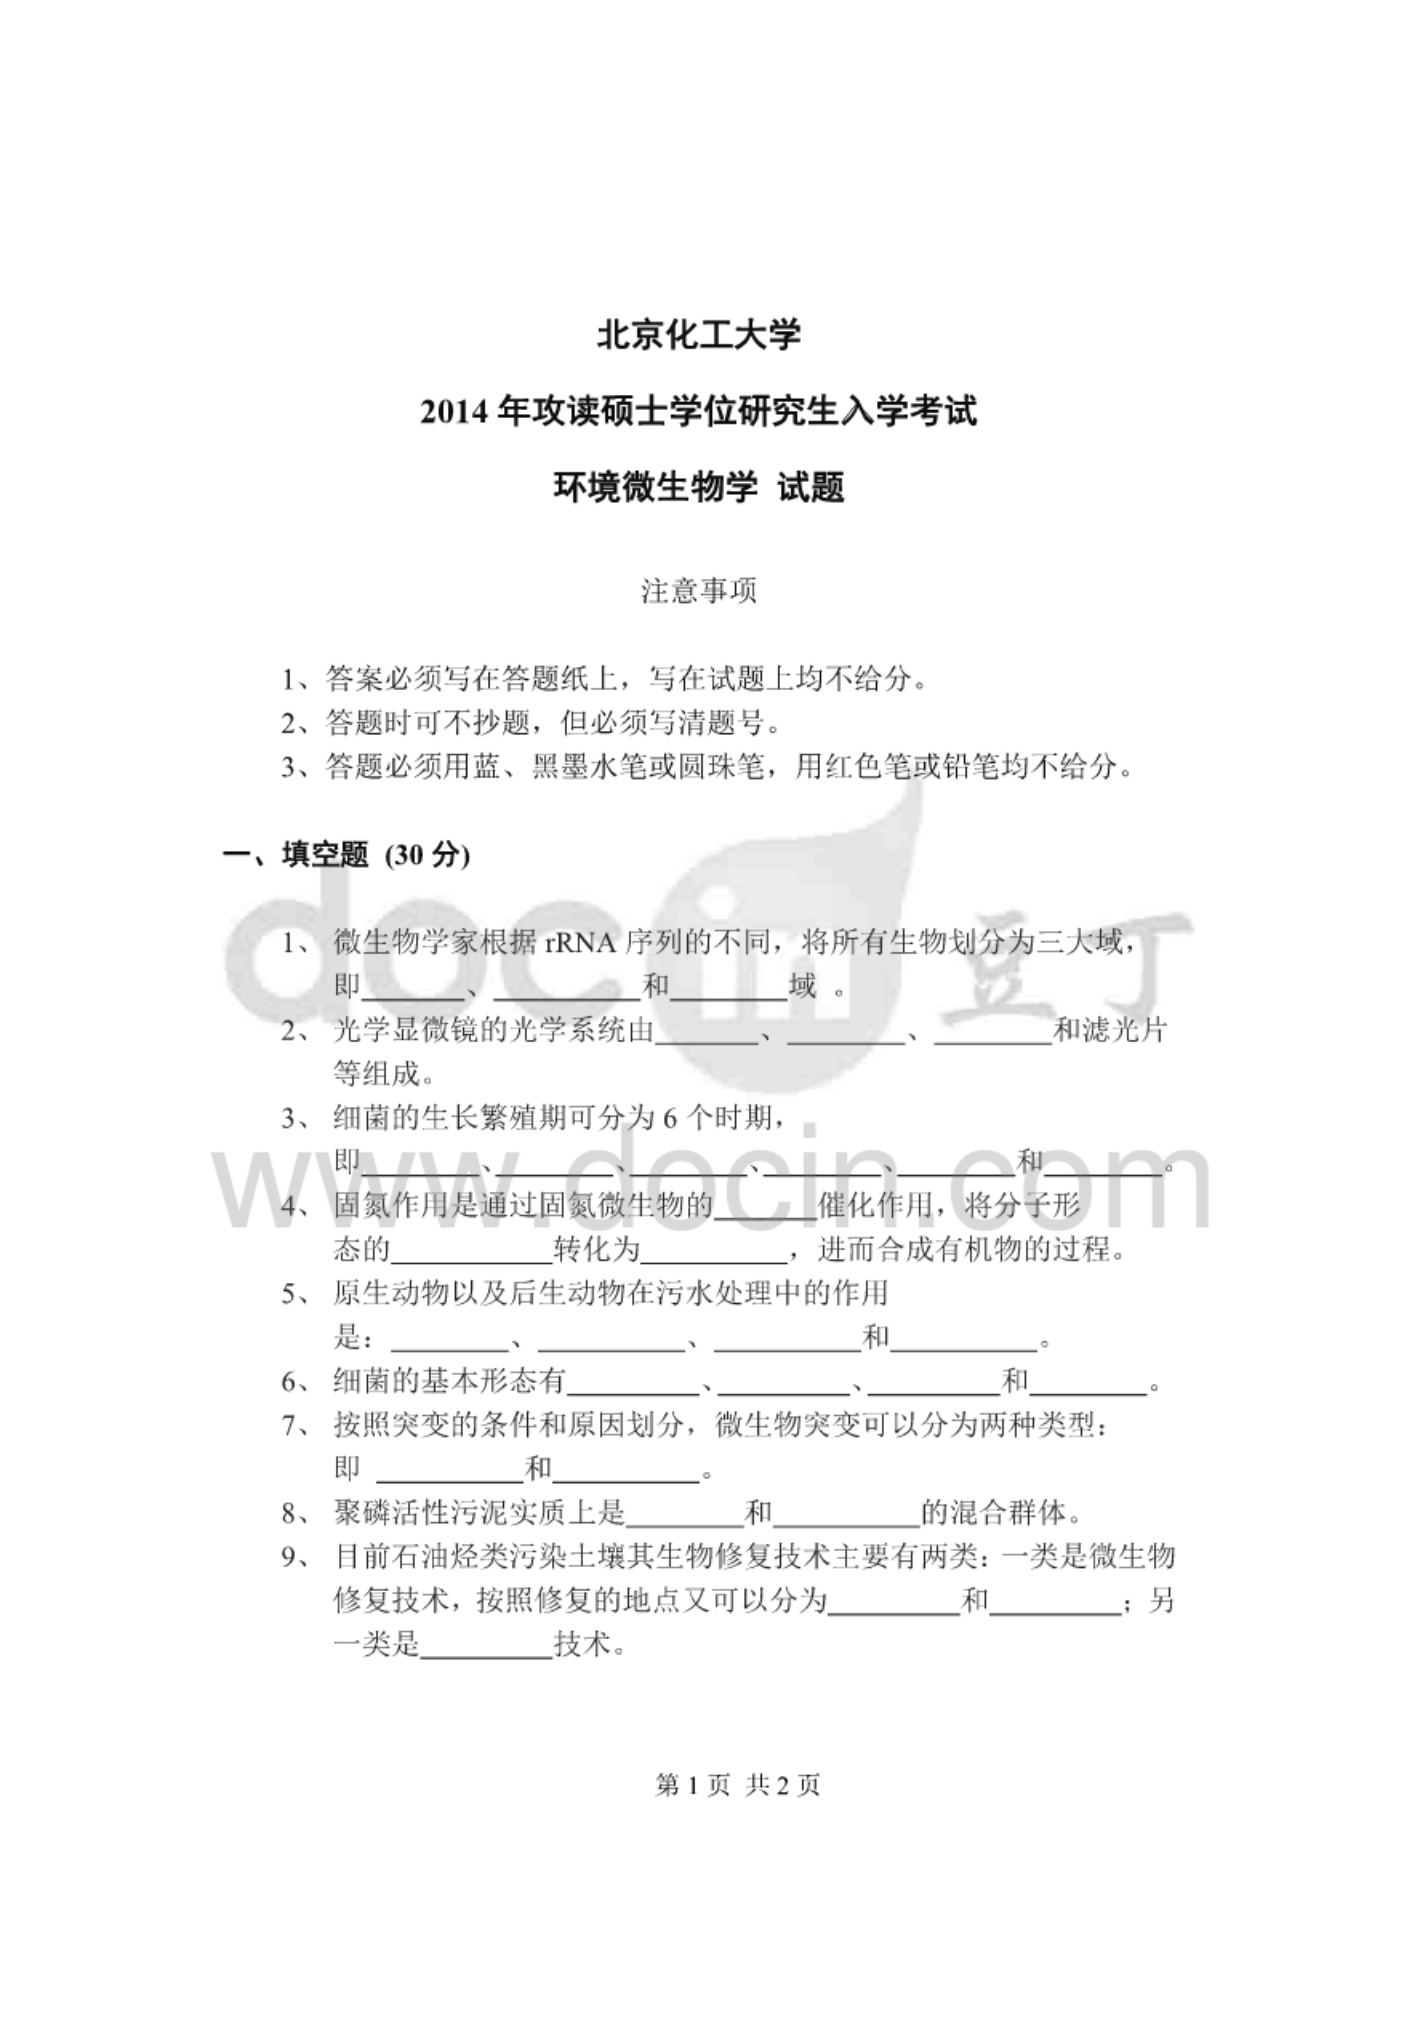 北京化工大学
2014 年攻读硕士学位研究生入学考试
环境微生物学 试题
注意事项
1、答案必须写在答题纸上，写在试题上均不给分。
2、答题时可不抄题，但必须写清题号。
3、答题必须用蓝、黑墨水笔或圆珠笔，用红色笔或铅笔均不给分。
一、填空题 (30 分)
docin 豆丁
1、 微生物学家根据 rRNA 序列的不同，将所有生物划分为三大域，
即_______、__________和________域 。
2、 光学显微镜的光学系统由_______、________、________和滤光片
等组成。
3、 细菌的生长繁殖期可分为 6 个时期，
即_________、________、________、________、________和________。
www.docin.com
4、 固氮作用是通过固氮微生物的_______催化作用，将分子形
态的___________转化为__________，进而合成有机物的过程。
5、 原生动物以及后生动物在污水处理中的作用
是：________、__________、__________和__________。
6、 细菌的基本形态有_________、_________、_________和________。
7、 按照突变的条件和原因划分，微生物突变可以分为两种类型：
即 __________和__________。
8、 聚磷活性污泥实质上是________和__________的混合群体。
9、 目前石油烃类污染土壤其生物修复技术主要有两类：一类是微生物
修复技术，按照修复的地点又可以分为_________和_________；另
一类是_________技术。
第 1 页 共 2 页